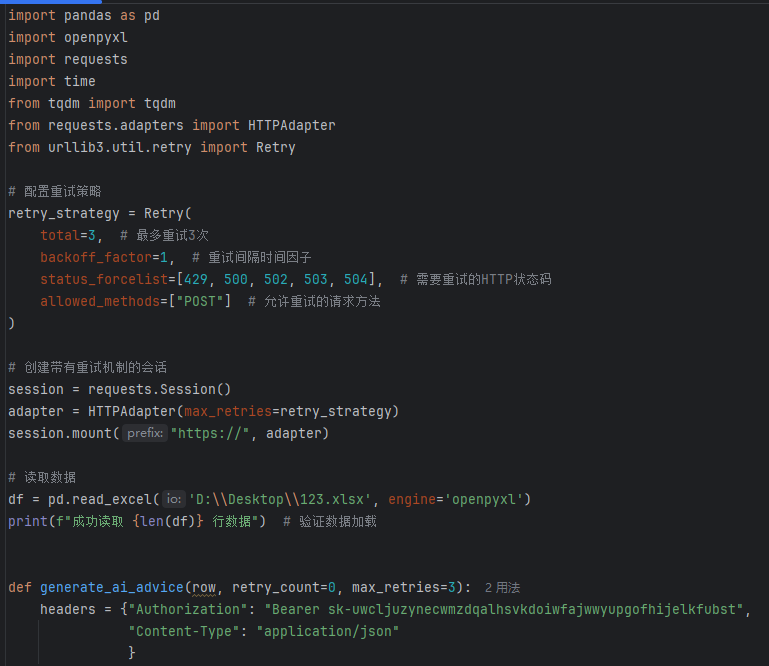 import pandas as pd
import openpyxl
import requests
import time
from tqdm import tqdm
from requests.adapters import HTTPAdapter
from urllib3.util.retry import Retry
# 配置重试策略
retry_strategy = Retry(
total=3,  # 最多重试3次
backoff_factor=1,  # 重试间隔时间因子
status_forcelist=[429, 500, 502, 503, 504],  # 需要重试的HTTP状态码
allowed_methods=["POST"]  # 允许重试的请求方法
)
# 创建带有重试机制的会话
session = requests.Session()
adapter = HTTPAdapter(max_retries=retry_strategy)
session.mount( prefix: "https://", adapter)
# 读取数据
df = pd.read_excel( io: 'D:\\Desktop\\123.xlsx', engine='openpyxl')
print(f"成功读取 {len(df)} 行数据")  # 验证数据加载
def generate_ai_advice(row, retry_count=0, max_retries=3): 2 用法
headers = {"Authorization": "Bearer sk-uwcljuzynecwmzdqalhsvkdoiwfajwwyupgofhijelkfubst",
"Content-Type": "application/json"
}